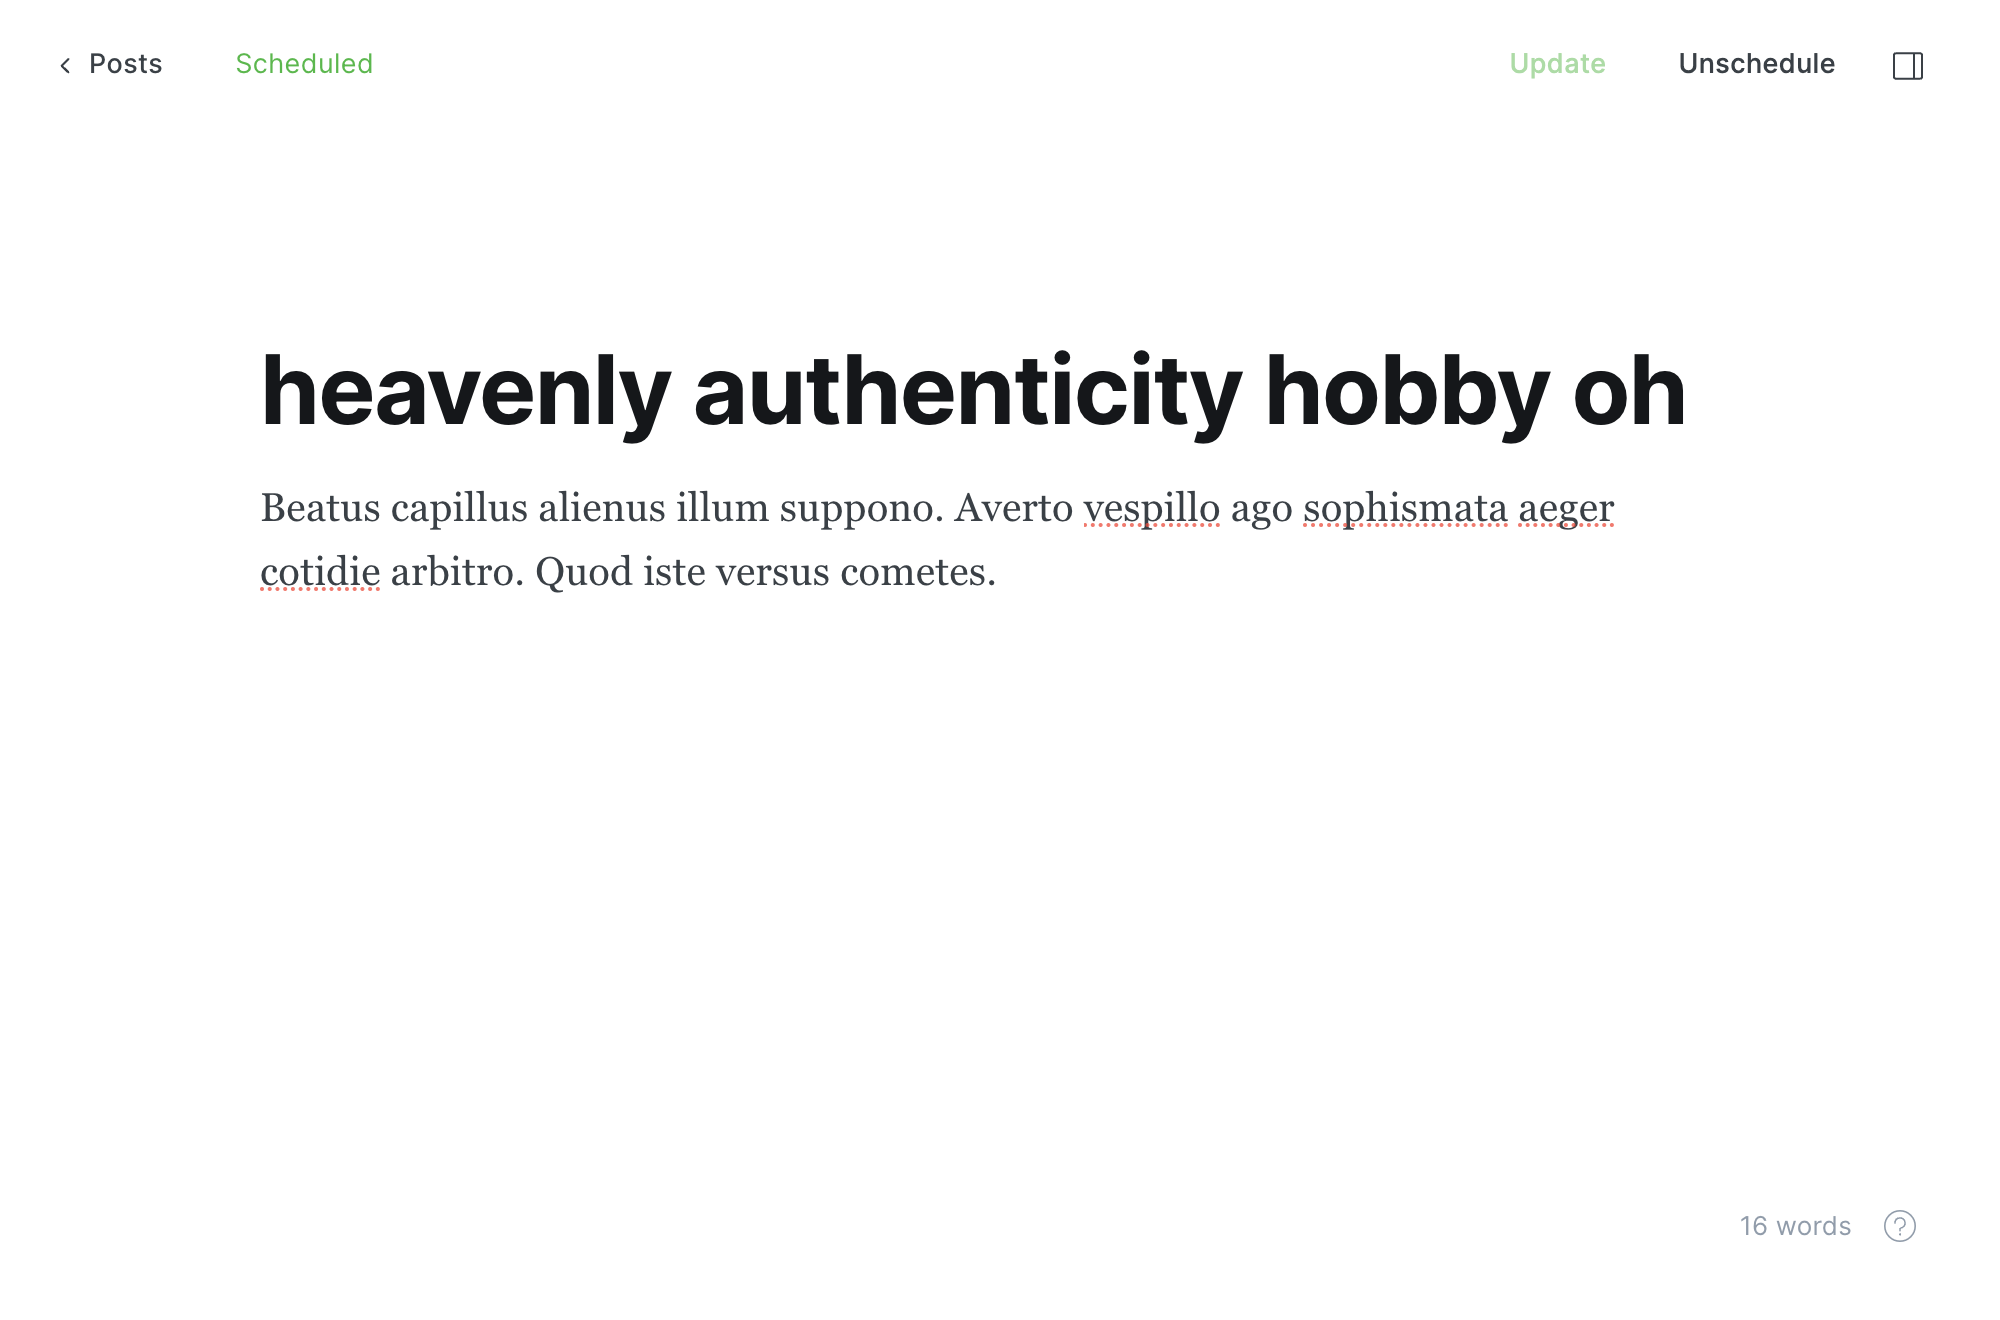 Posts
Scheduled
Update
Unschedule
heavenly authenticity hobby oh
Beatus capillus alienus illum suppono. Averto vespillo ago sophismata aeger
cotidie arbitro. Quod iste versus cometes.
16 words
?